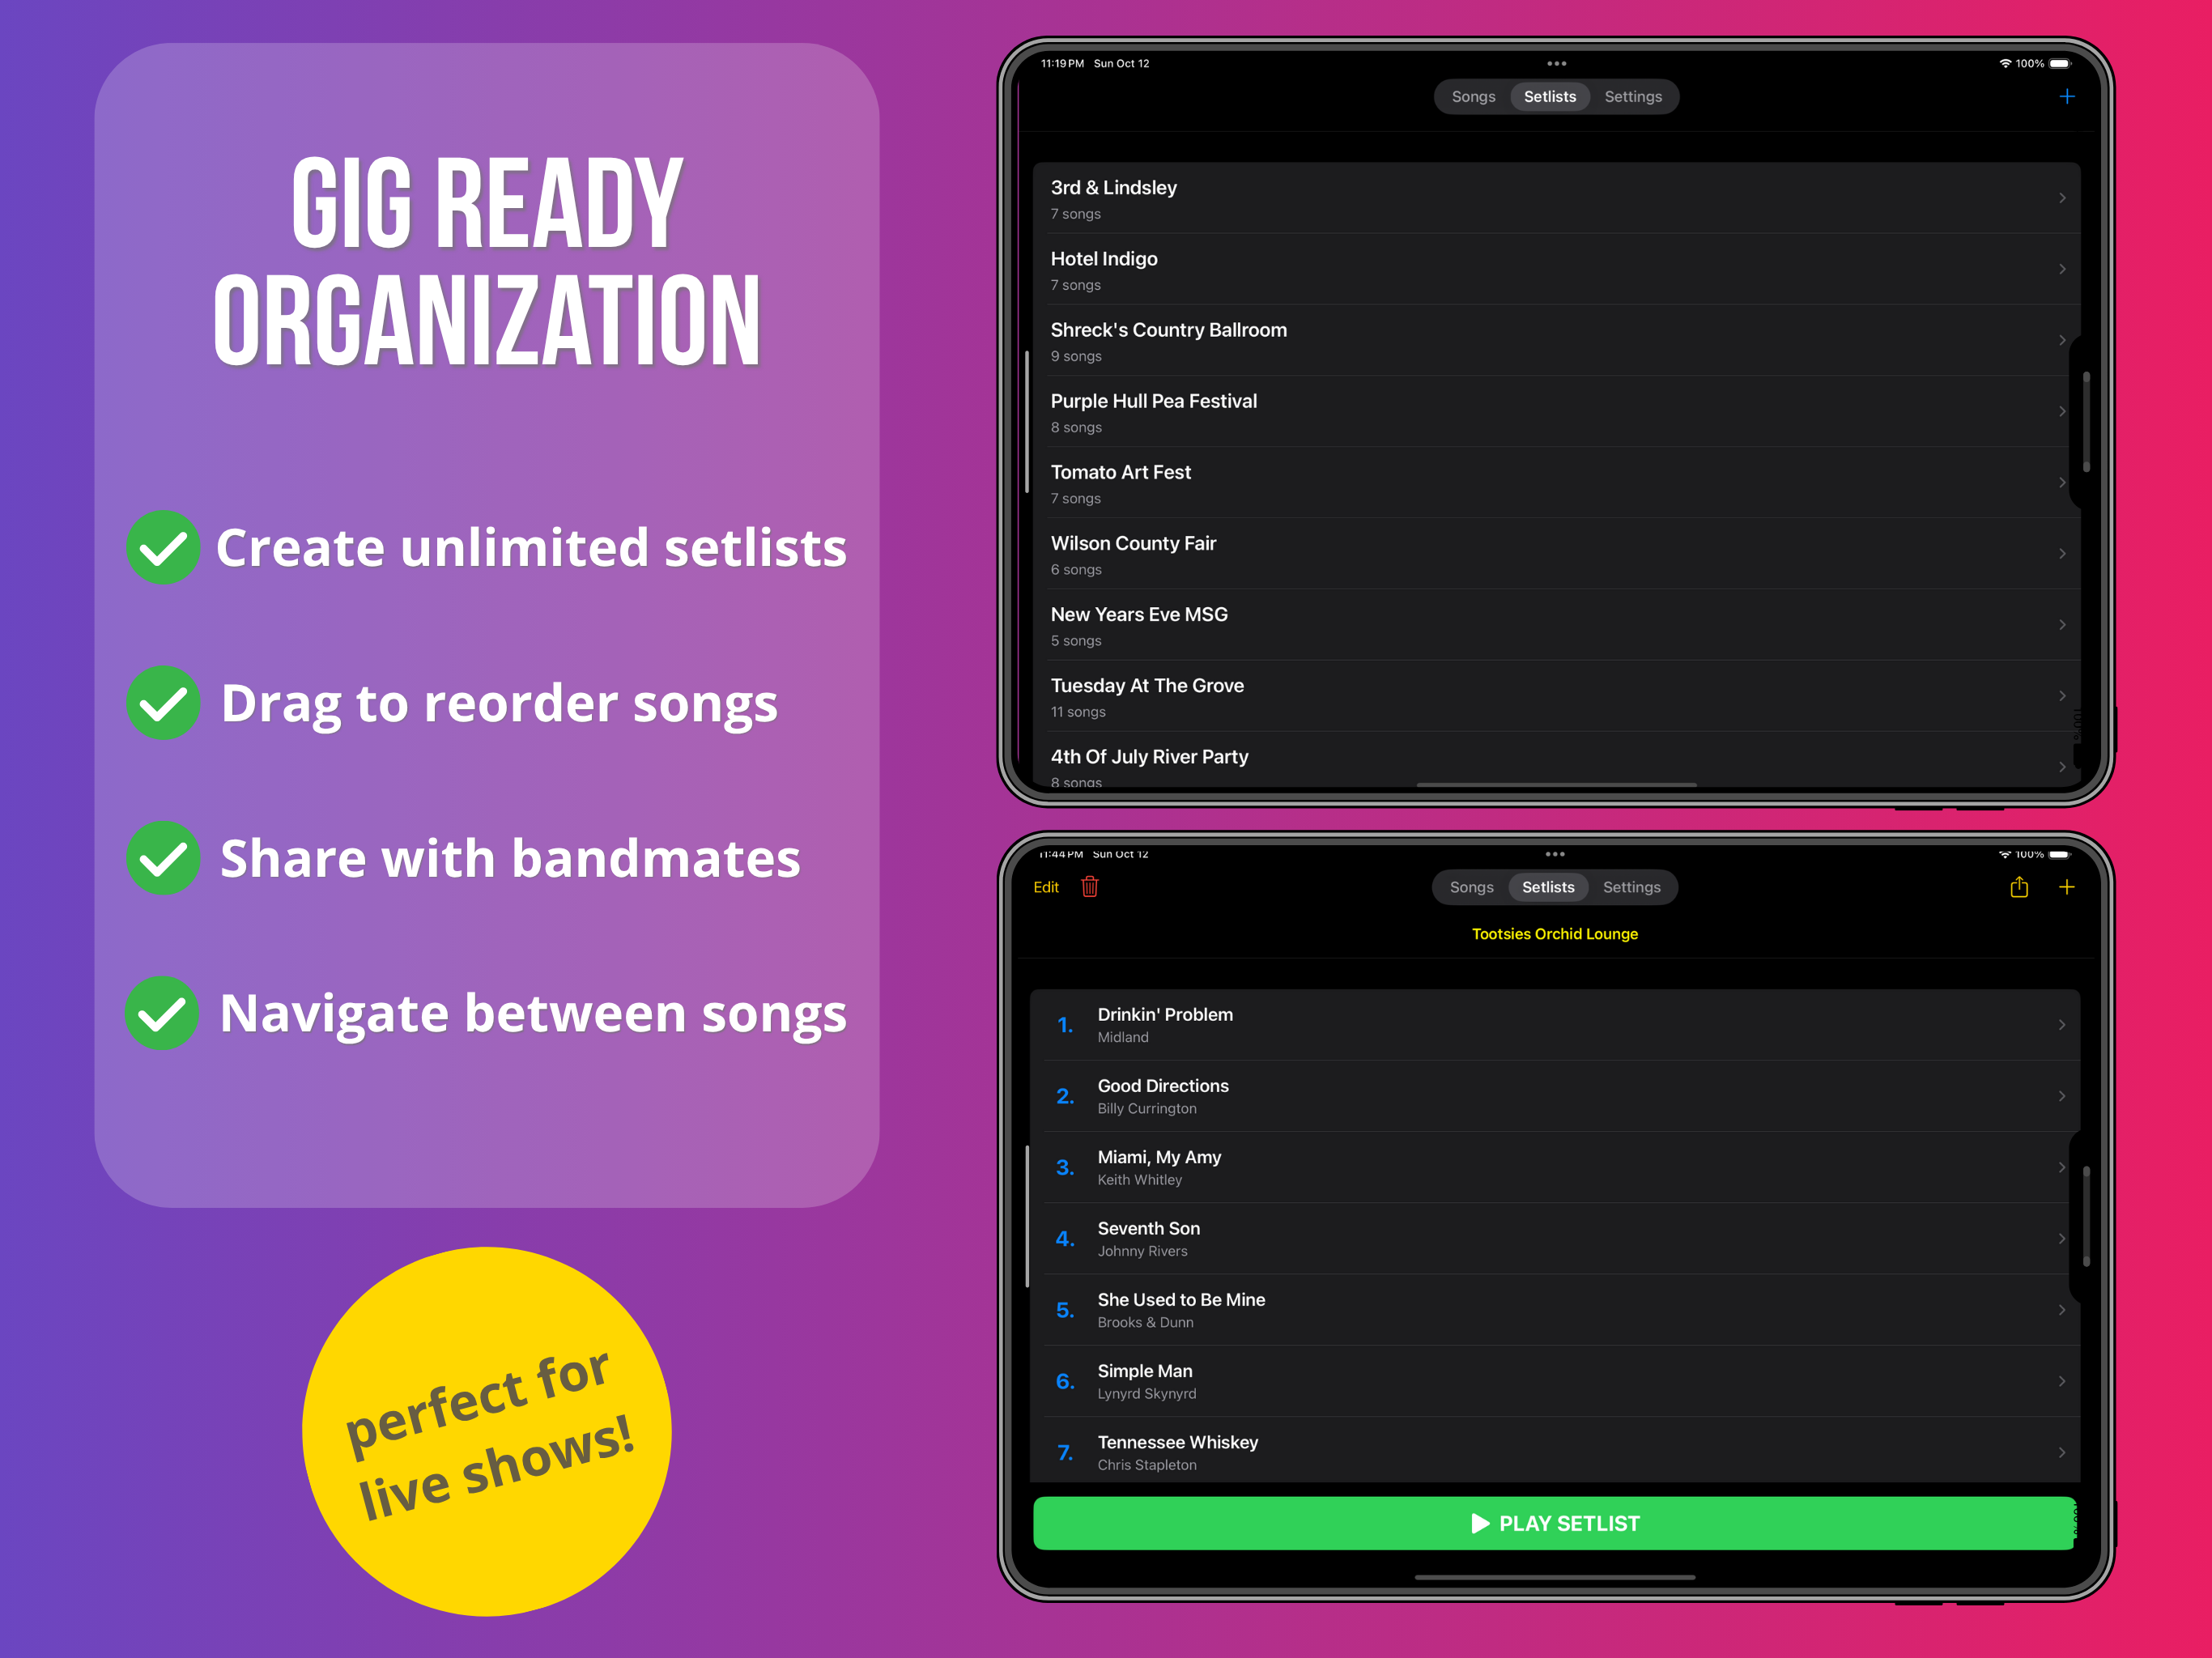 GIG READY
ORGANIZATION
Create unlimited setlists
Drag to reorder songs
Share with bandmates
Navigate between songs
perfect for
live shows!
11:19 PM Sun Oct 12
100%
Songs Setlists Settings
3rd & Lindsley
7 songs
Hotel Indigo
7 songs
Shreck's Country Ballroom
9 songs
Purple Hull Pea Festival
8 songs
Tomato Art Fest
7 songs
Wilson County Fair
6 songs
New Years Eve MSG
5 songs
Tuesday At The Grove
11 songs
4th Of July River Party
8 songs
11:44 PM Sun Oct 12
100%
Edit
Songs Setlists Settings
Tootsies Orchid Lounge
1. Drinkin' Problem
Midland
2. Good Directions
Billy Currington
3. Miami, My Amy
Keith Whitley
4. Seventh Son
Johnny Rivers
5. She Used to Be Mine
Brooks & Dunn
6. Simple Man
Lynyrd Skynyrd
7. Tennessee Whiskey
Chris Stapleton
PLAY SETLIST